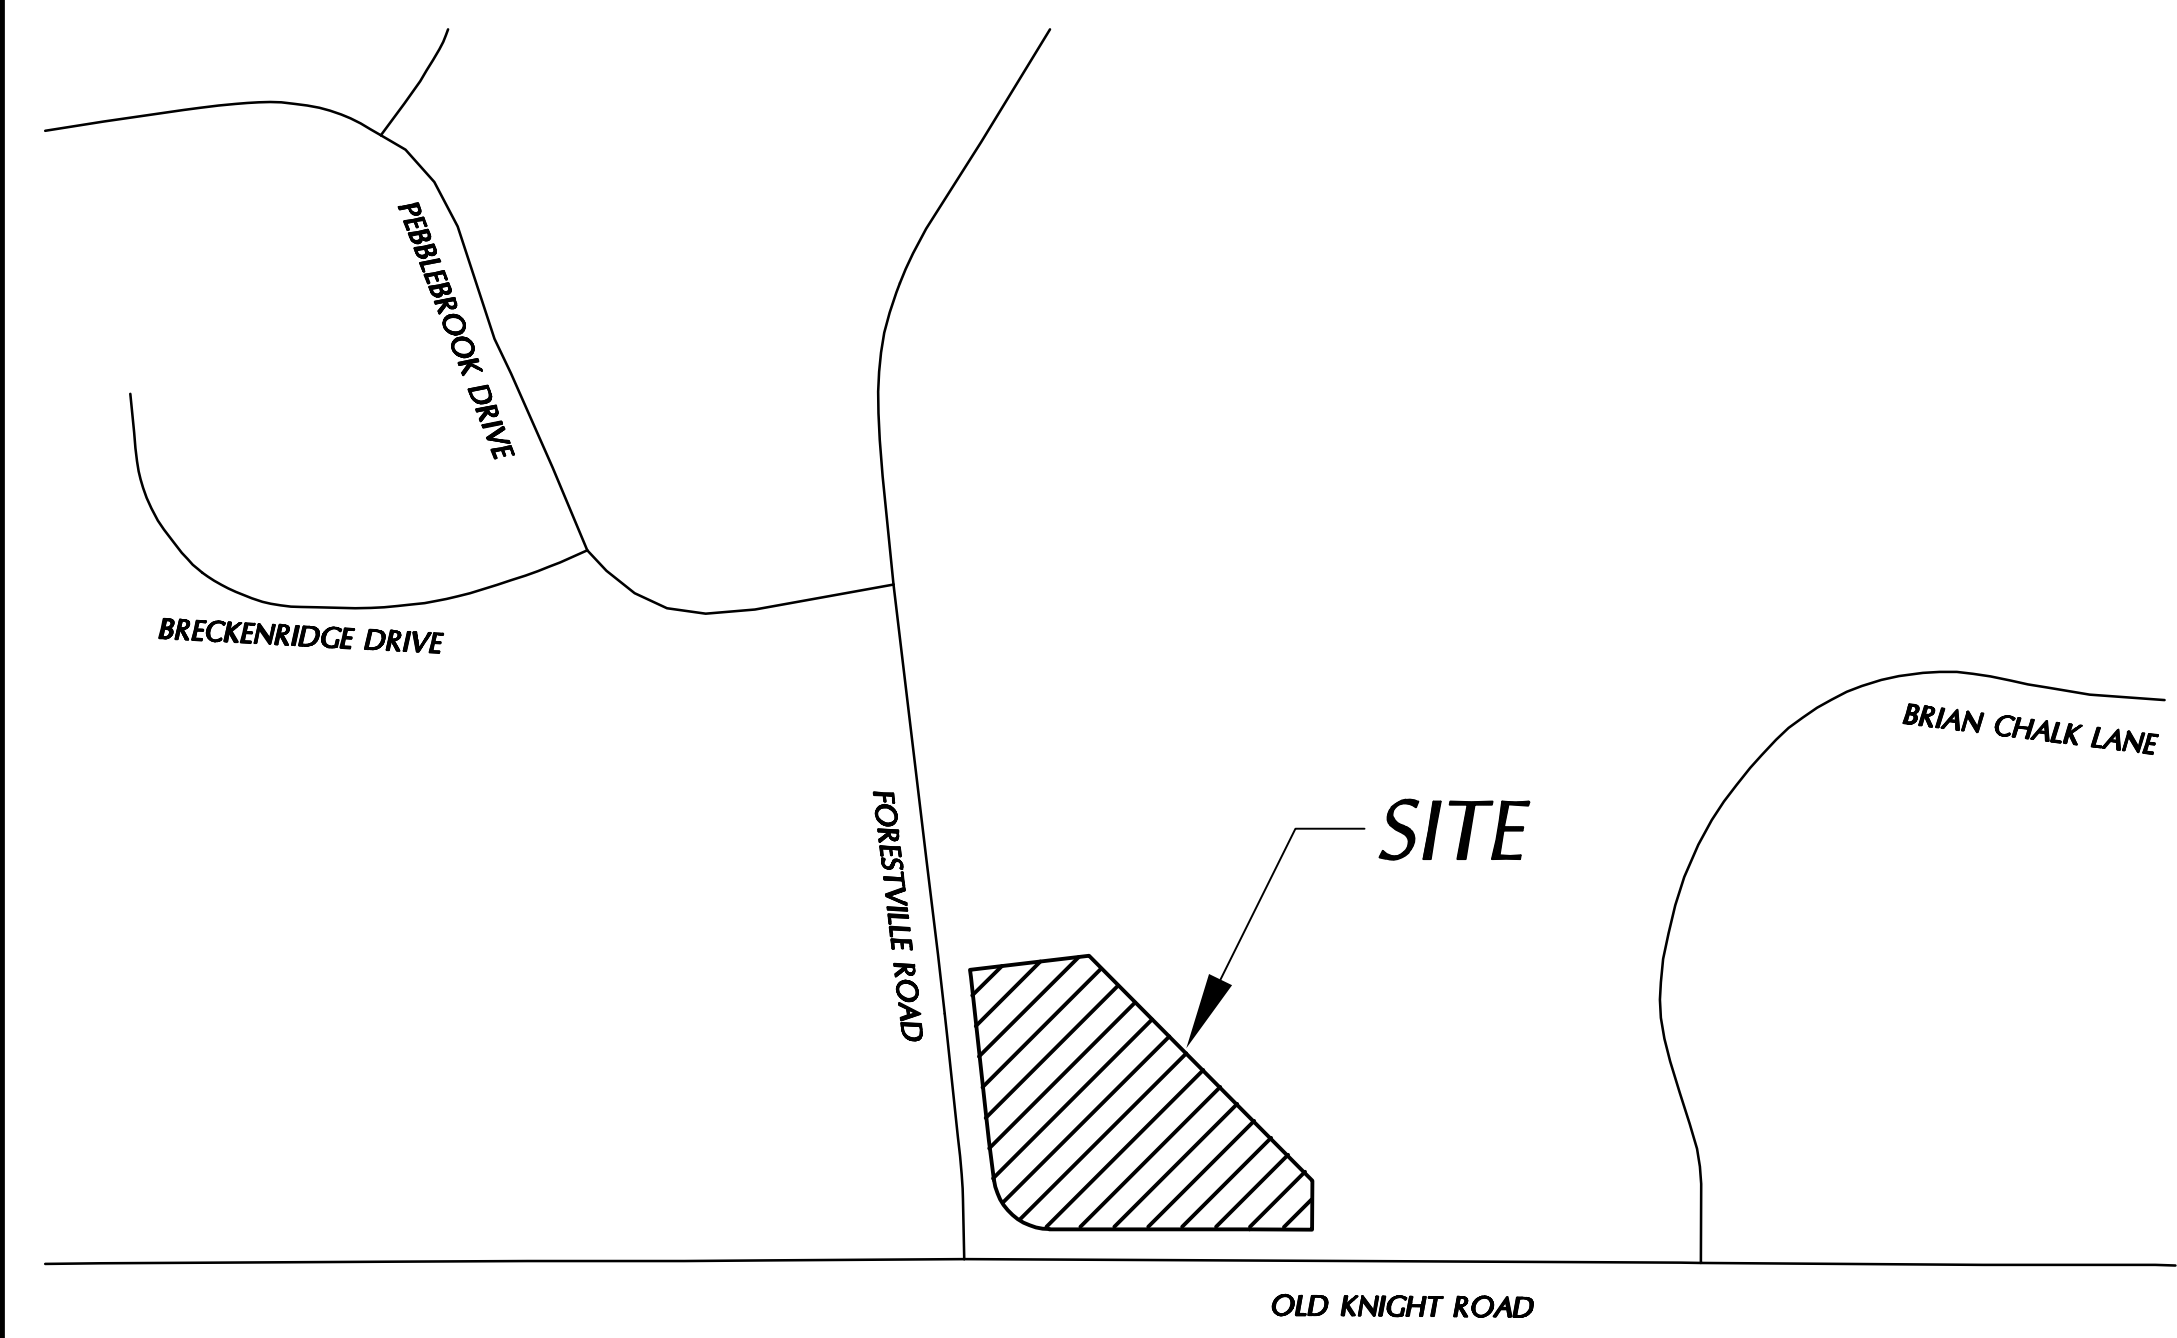 PEBBLEBROOK DRIVE
BRECKENRIDGE DRIVE
BRIAN CHALK LANE
FORESTVILLE ROAD
SITE
OLD KNIGHT ROAD